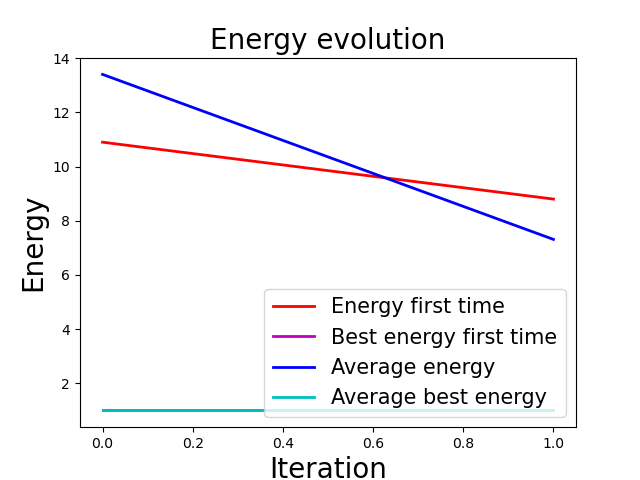 Energy evolution
14
12
10
8
6
4
2
Energy
Energy first time
Best energy first time
Average energy
Average best energy
0.0 0.2 0.4 0.6 0.8 1.0
Iteration